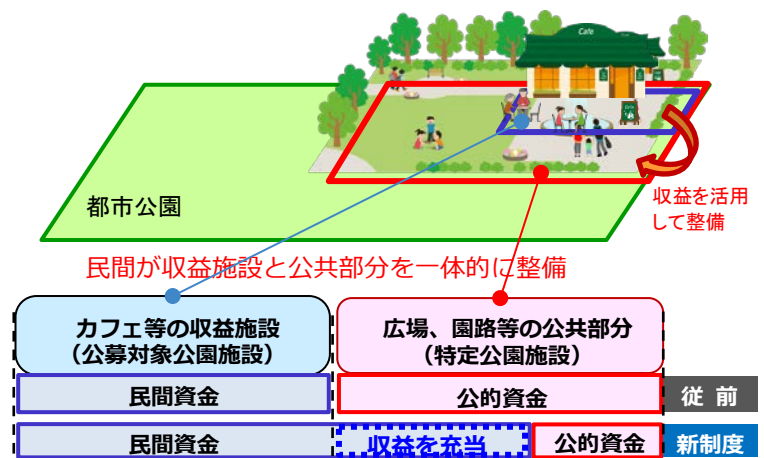 Cafe
都市公園
収益を活用
して整備
民間が収益施設と公共部分を一体的に整備
カフェ等の収益施設
（公募対象公園施設）
広場、園路等の公共部分
（特定公園施設）
民間資金
公的資金
従 前
民間資金
収益を充当
公的資金
新制度